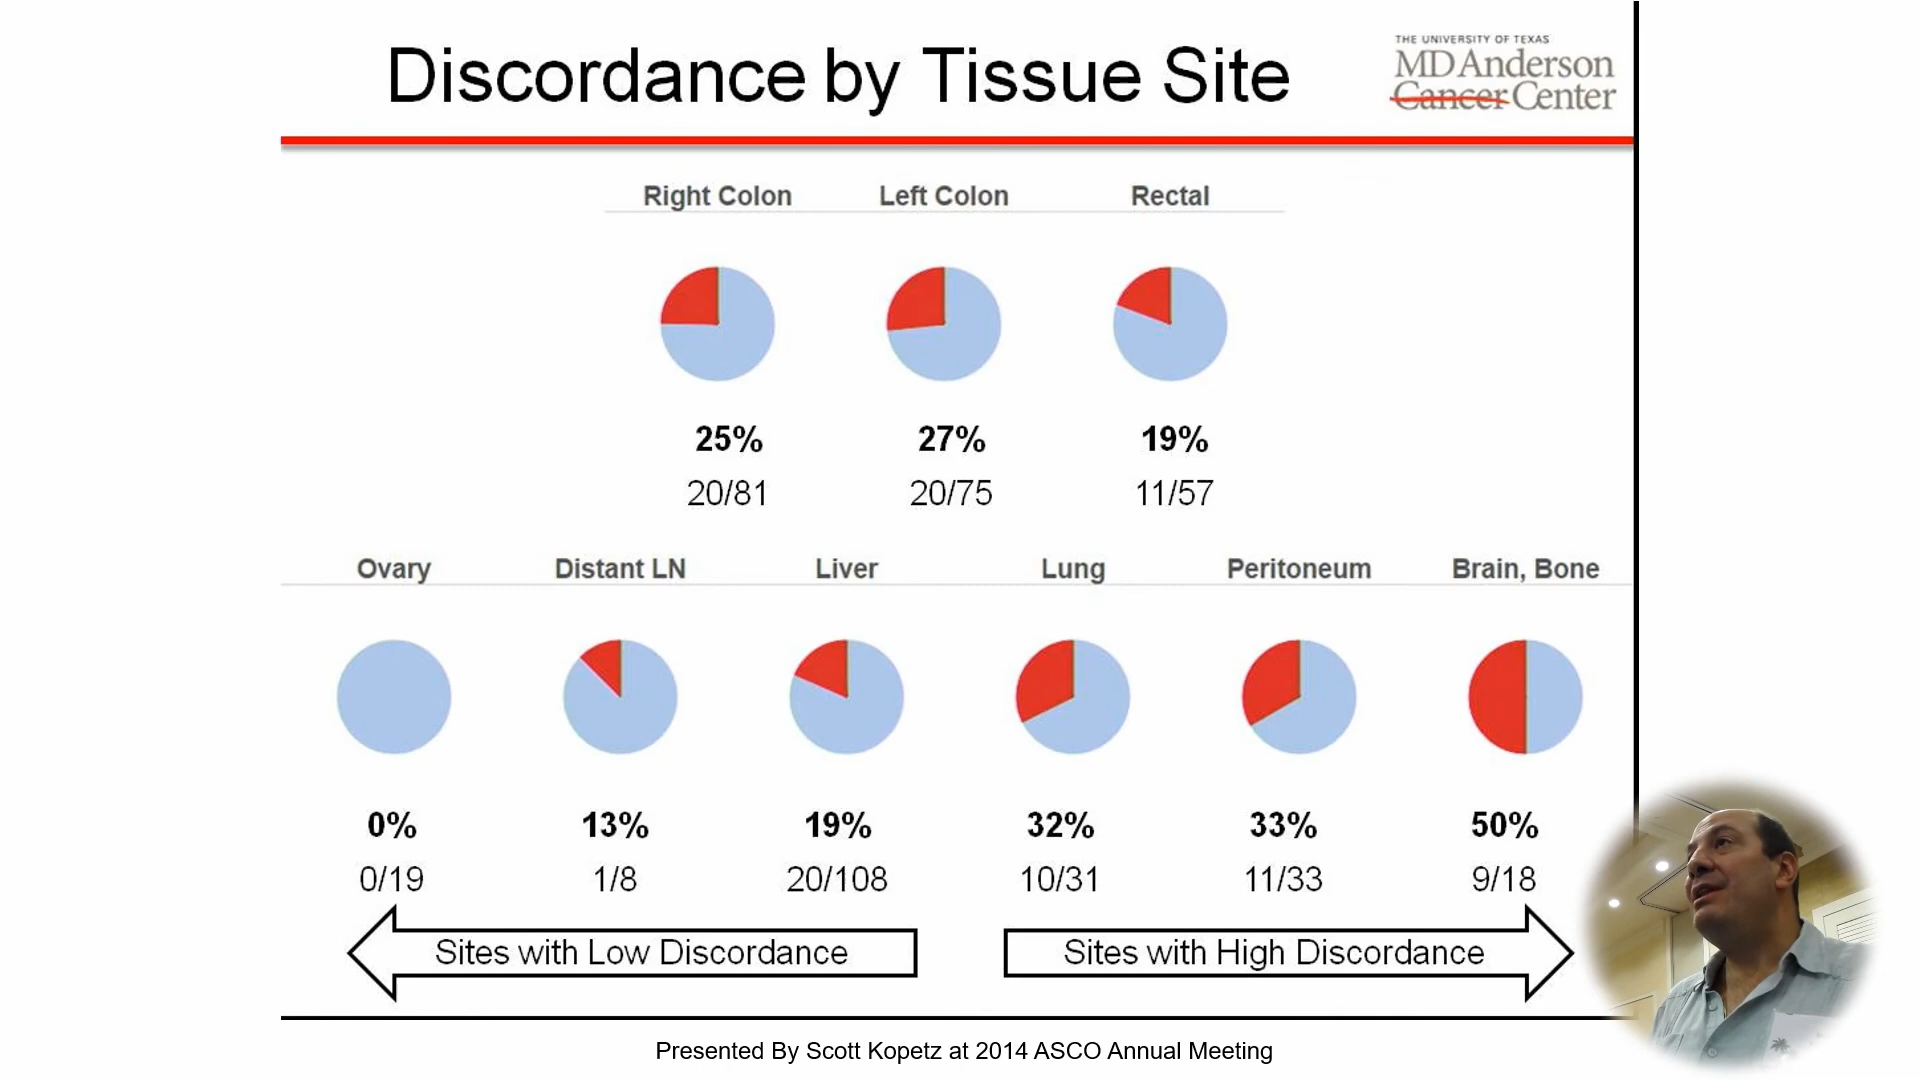 Discordance by Tissue Site
THE UNIVERSITY OF TEXAS
MD Anderson
Cancer Center
Right Colon Left Colon Rectal
25% 27% 19%
20/81 20/75 11/57
Ovary Distant LN Liver Lung Peritoneum Brain, Bone
0% 13% 19% 32% 33% 50%
0/19 1/8 20/108 10/31 11/33 9/18
Sites with Low Discordance Sites with High Discordance
Presented By Scott Kopetz at 2014 ASCO Annual Meeting